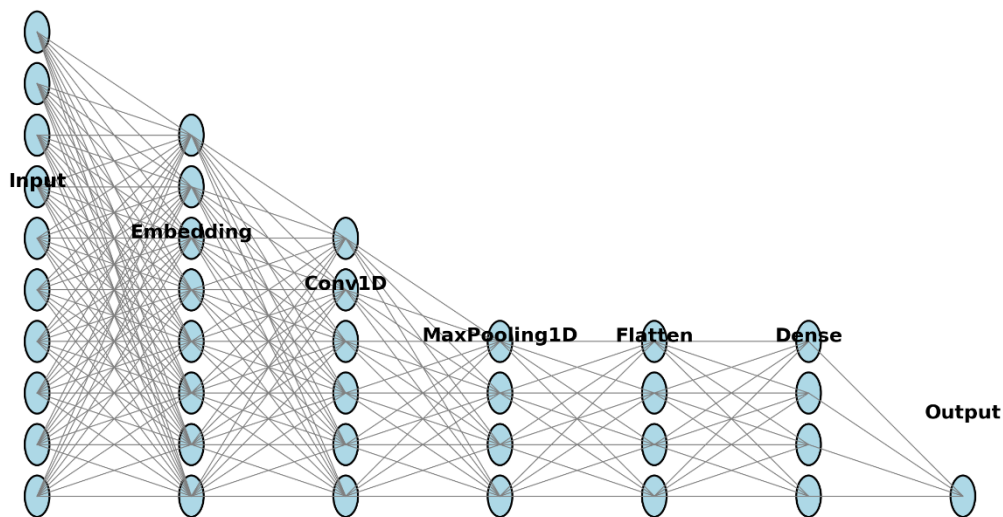 Input
Embedding
Conv1D
MaxPooling1D
Flatten
Dense
Output